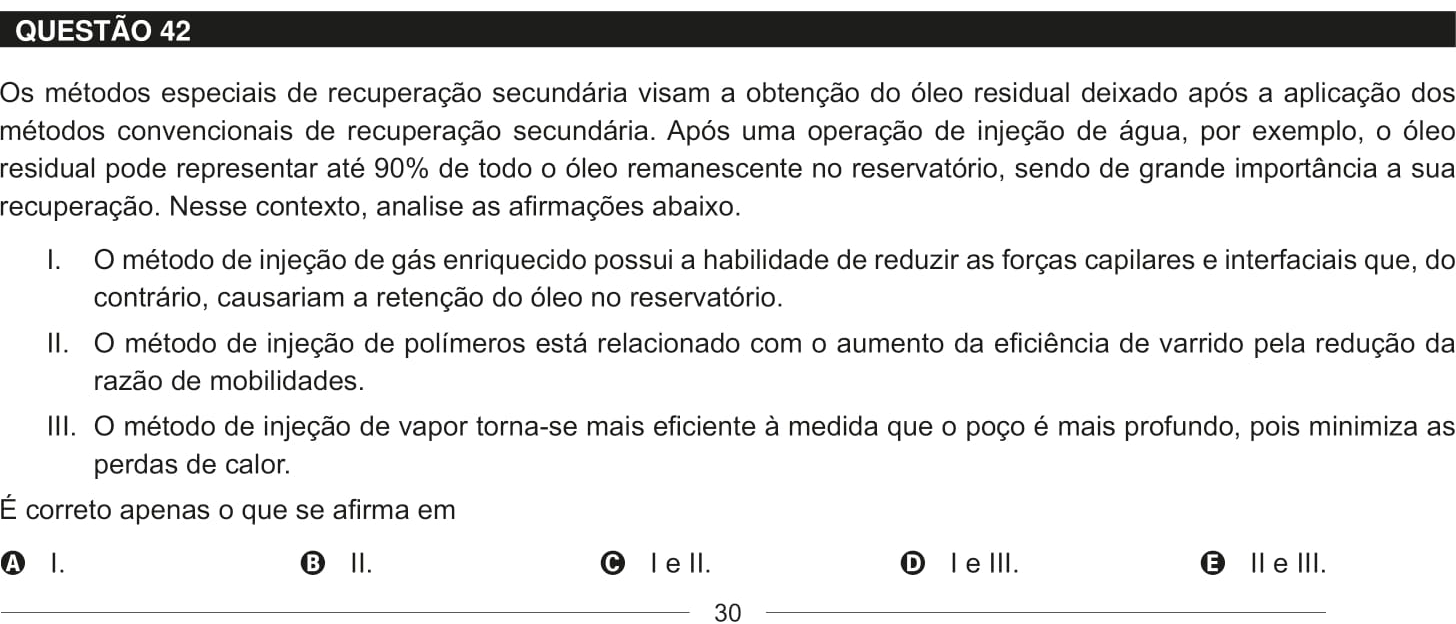 QUESTÃO 42
Os métodos especiais de recuperação secundária visam a obtenção do óleo residual deixado após a aplicação dos
métodos convencionais de recuperação secundária. Após uma operação de injeção de água, por exemplo, o óleo
residual pode representar até 90% de todo o óleo remanescente no reservatório, sendo de grande importância a sua
recuperação. Nesse contexto, analise as afirmações abaixo.
I. O método de injeção de gás enriquecido possui a habilidade de reduzir as forças capilares e interfaciais que, do
contrário, causariam a retenção do óleo no reservatório.
II. O método de injeção de polímeros está relacionado com o aumento da eficiência de varrido pela redução da
razão de mobilidades.
III. O método de injeção de vapor torna-se mais eficiente à medida que o poço é mais profundo, pois minimiza as
perdas de calor.
É correto apenas o que se afirma em
A I. B II. C I e II. D I e III. E II e III.
30